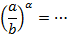 (a/b)^α = ⋯